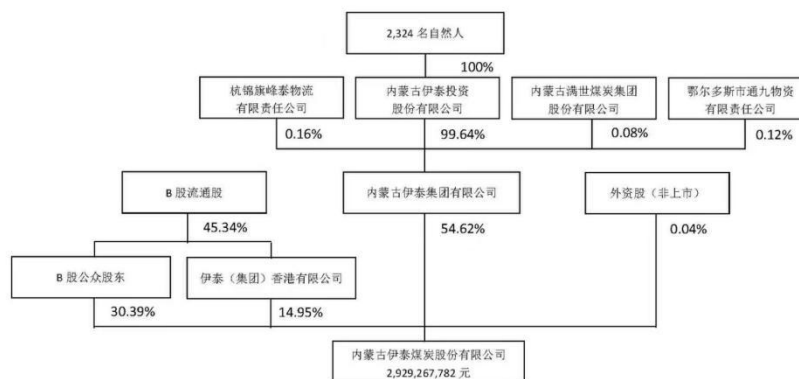 2,324 名自然人
100%
杭锦旗峰泰物流
有限责任公司
内蒙古伊泰投资
股份有限公司
内蒙古满世煤炭集团
股份有限公司
鄂尔多斯市通九物资
有限责任公司
0.16%
99.64%
0.08%
0.12%
B 股流通股
内蒙古伊泰集团有限公司
外资股（非上市）
45.34%
54.62%
0.04%
B 股公众股东
伊泰（集团）香港有限公司
30.39%
14.95%
内蒙古伊泰煤炭股份有限公司
2,929,267,782 元